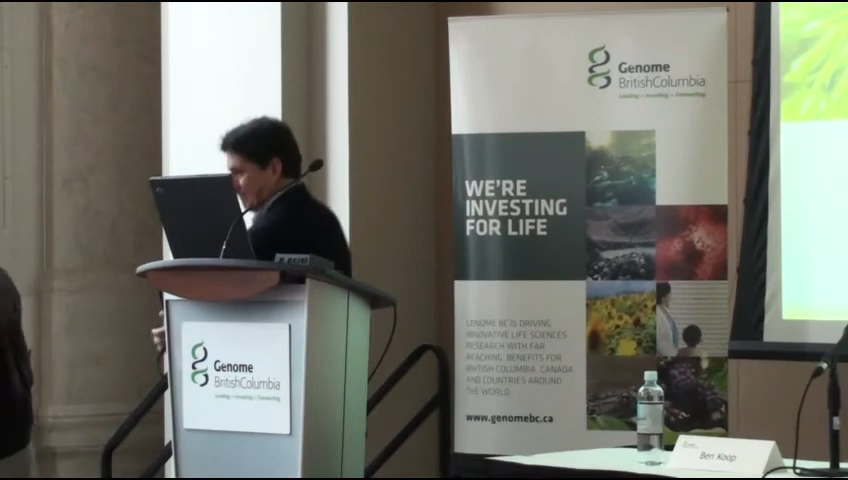 Genome
BritishColumbia
Leading • Investing • Connecting
WE'RE
INVESTING
FOR LIFE
GENOME BC IS DRIVING
INNOVATIVE LIFE SCIENCES
RESEARCH WITH FAR
REACHING BENEFITS FOR
BRITISH COLUMBIA, CANADA
AND COUNTRIES AROUND
THE WORLD.
www.genomebc.ca
Genome
BritishColumbia
Leading • Investing • Connecting
Ben Koop